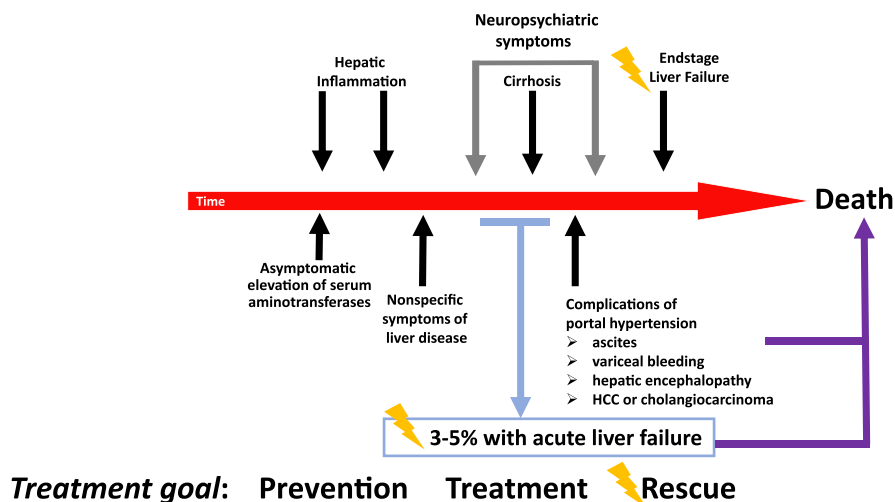 Neuropsychiatric
symptoms
Hepatic
Inflammation
Cirrhosis
Endstage
Liver Failure
Time
Death
Asymptomatic
elevation of serum
aminotransferases
Nonspecific
symptoms of
liver disease
Complications of
portal hypertension
➢ ascites
➢ variceal bleeding
➢ hepatic encephalopathy
➢ HCC or cholangiocarcinoma
3-5% with acute liver failure
Treatment goal: Prevention Treatment Rescue